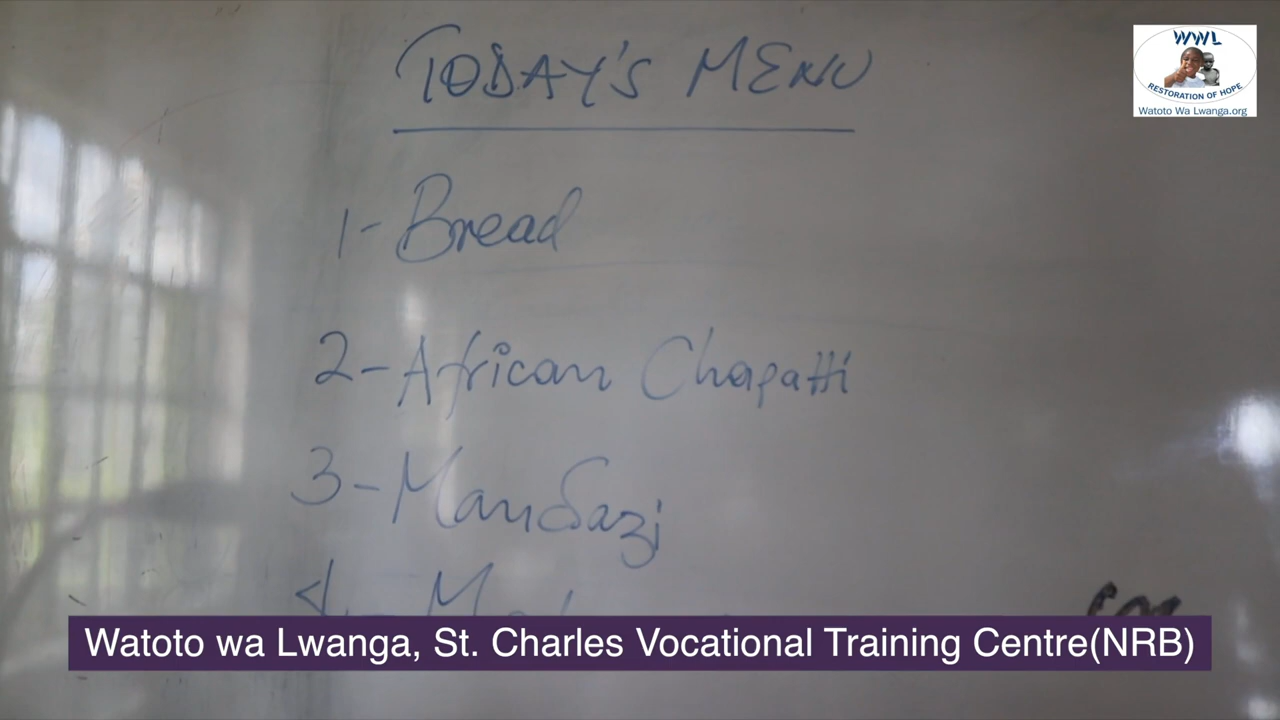 TODAY'S MENU
1- Bread
2- African Chapatti
3- Mandazi
4-
WWL
RESTORATION OF HOPE
Watoto Wa Lwanga.org
Watoto wa Lwanga, St. Charles Vocational Training Centre(NRB)